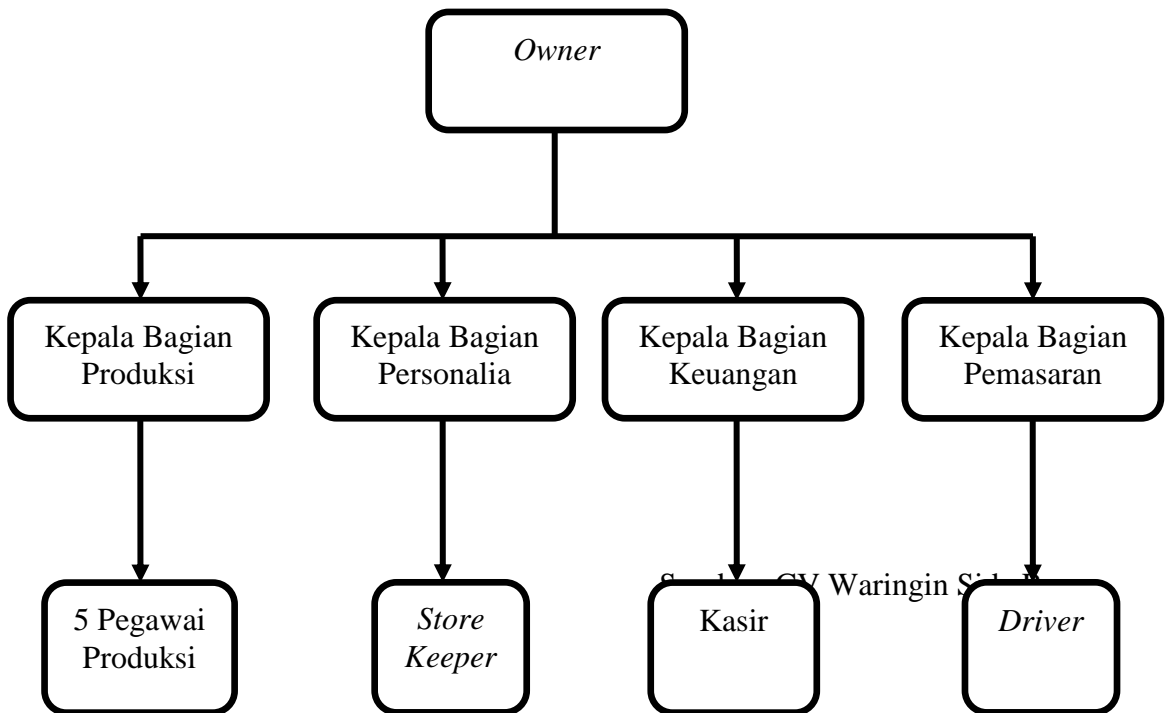 Owner
Kepala Bagian
Produksi
Kepala Bagian
Personalia
Kepala Bagian
Keuangan
Kepala Bagian
Pemasaran
CV Waringin
5 Pegawai
Produksi
Store
Keeper
Kasir
Driver